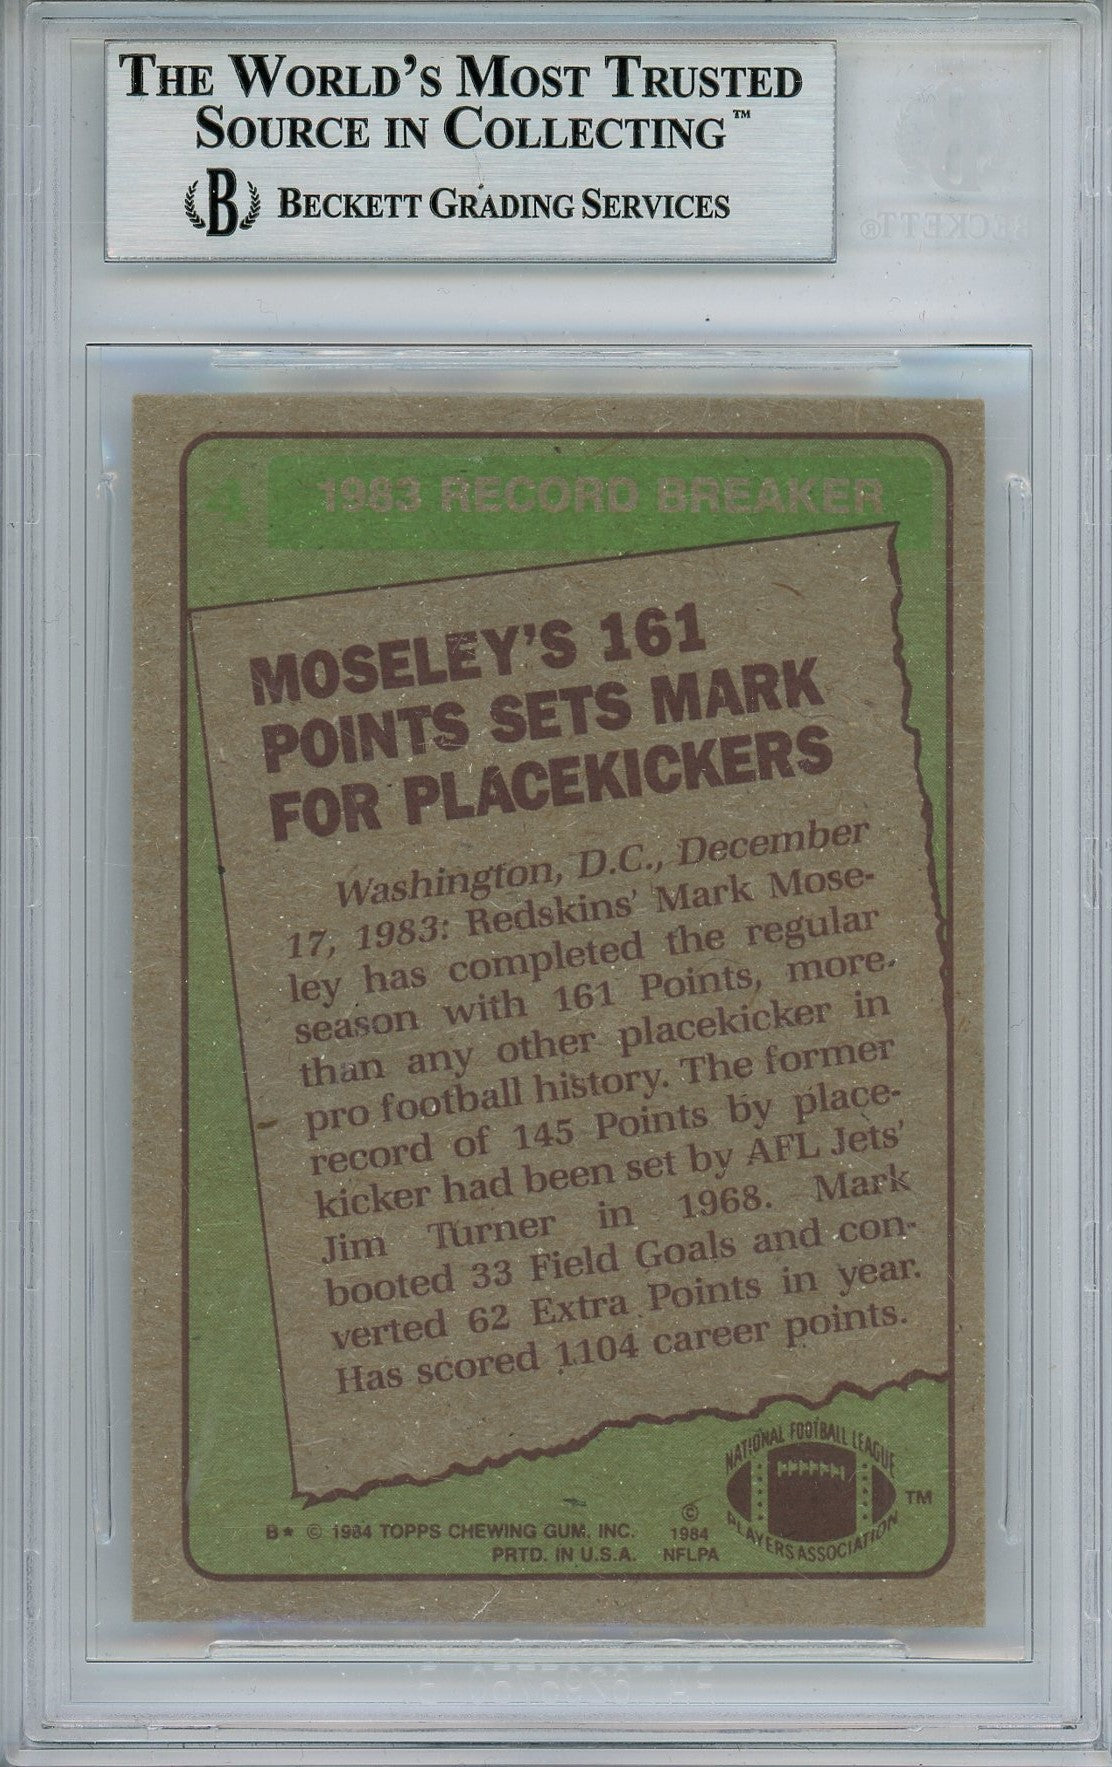 THE WORLD'S MOST TRUSTED
SOURCE IN COLLECTING™
B BECKETT GRADING SERVICES
BECKETT®
4 1983 RECORD BREAKER
MOSELEY'S 161
POINTS SETS MARK
FOR PLACEKICKERS
Washington, D.C., December
17, 1983: Redskins' Mark Mose-
ley has completed the regular
season with 161 Points, more
than any other placekicker in
pro football history. The former
record of 145 Points by place-
kicker had been set by AFL Jets'
Jim Turner in 1968. Mark
booted 33 Field Goals and con-
verted 62 Extra Points in year.
Has scored 1104 career points.
NATIONAL FOOTBALL LEAGUE
PLAYERS ASSOCIATION
TM
B★ © 1984 TOPPS CHEWING GUM, INC.
PRTD. IN U.S.A.
©
1984
NFLPA